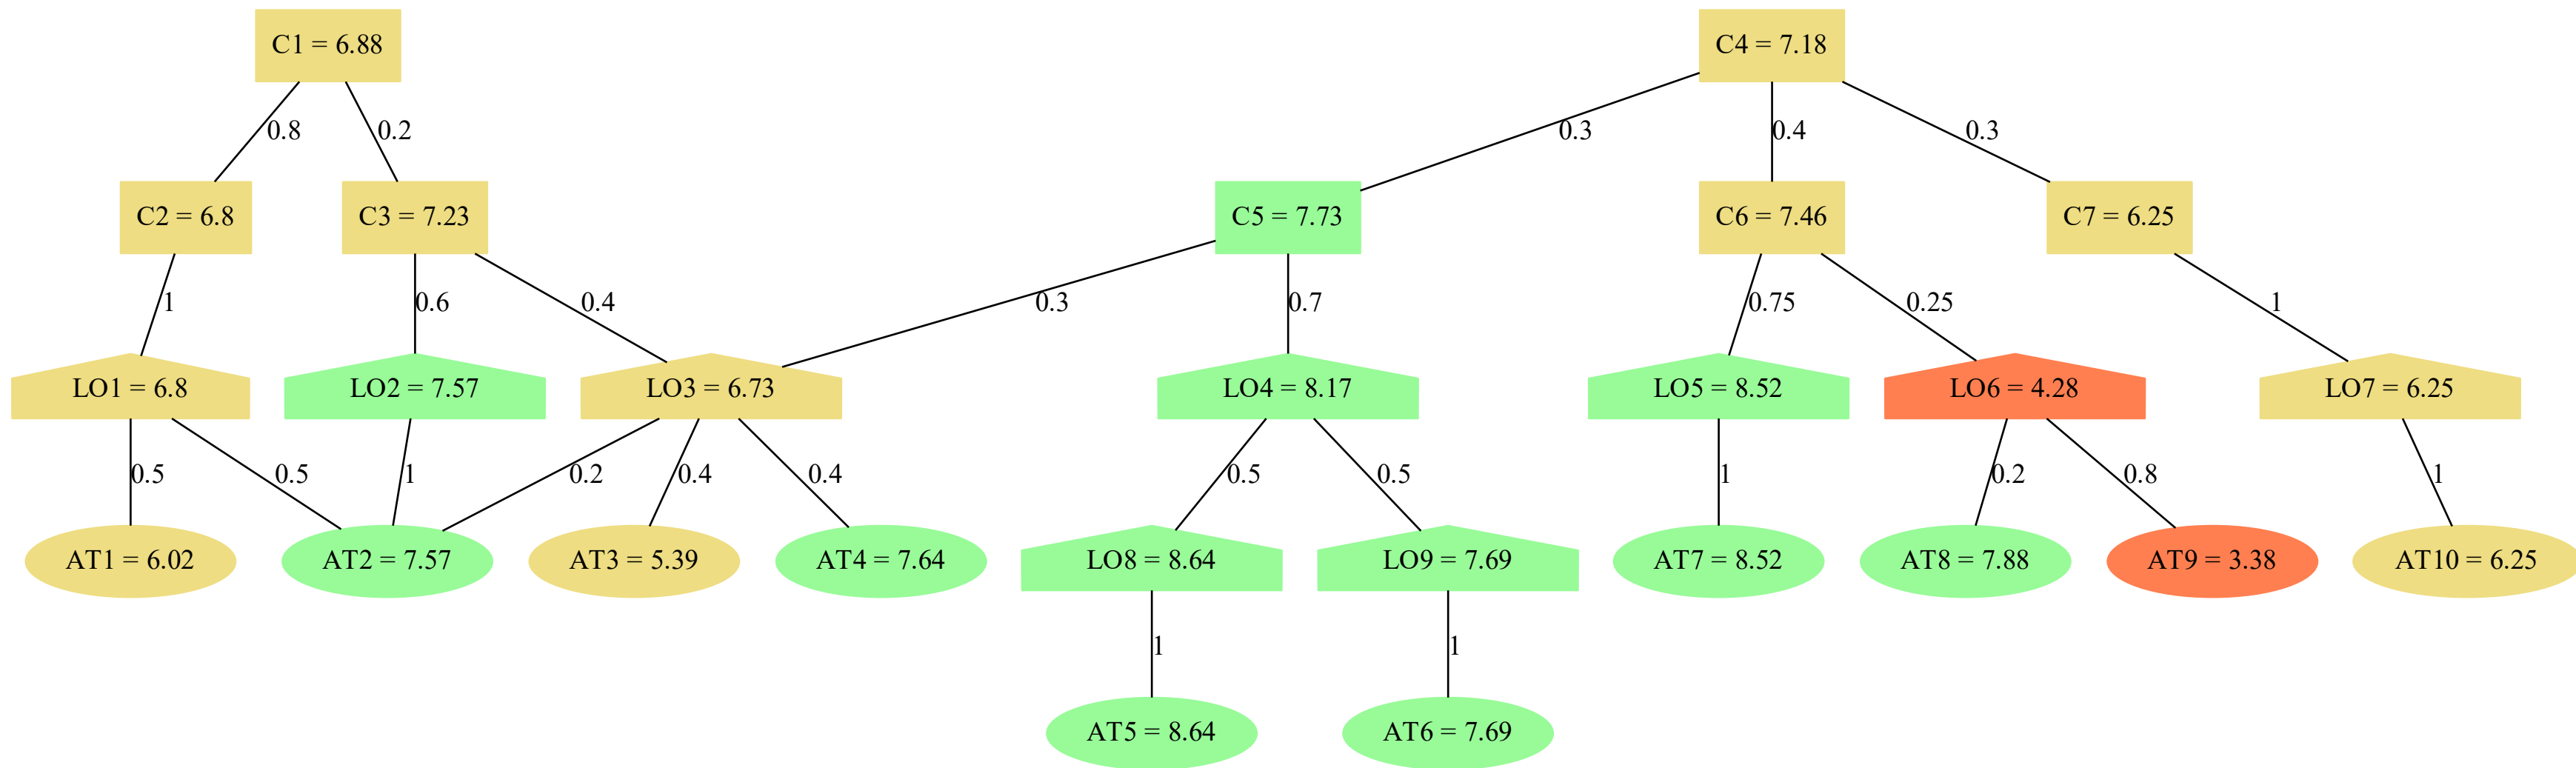 C1 = 6.88
C4 = 7.18
0.8
0.2
0.3
0.4
0.3
C2 = 6.8
C3 = 7.23
C5 = 7.73
C6 = 7.46
C7 = 6.25
1
0.6
0.4
0.3
0.7
0.75
0.25
1
LO1 = 6.8
LO2 = 7.57
LO3 = 6.73
LO4 = 8.17
LO5 = 8.52
LO6 = 4.28
LO7 = 6.25
0.5
0.5
1
0.2
0.4
0.4
0.5
0.5
1
0.2
0.8
1
AT1 = 6.02
AT2 = 7.57
AT3 = 5.39
AT4 = 7.64
LO8 = 8.64
LO9 = 7.69
AT7 = 8.52
AT8 = 7.88
AT9 = 3.38
AT10 = 6.25
1
1
AT5 = 8.64
AT6 = 7.69